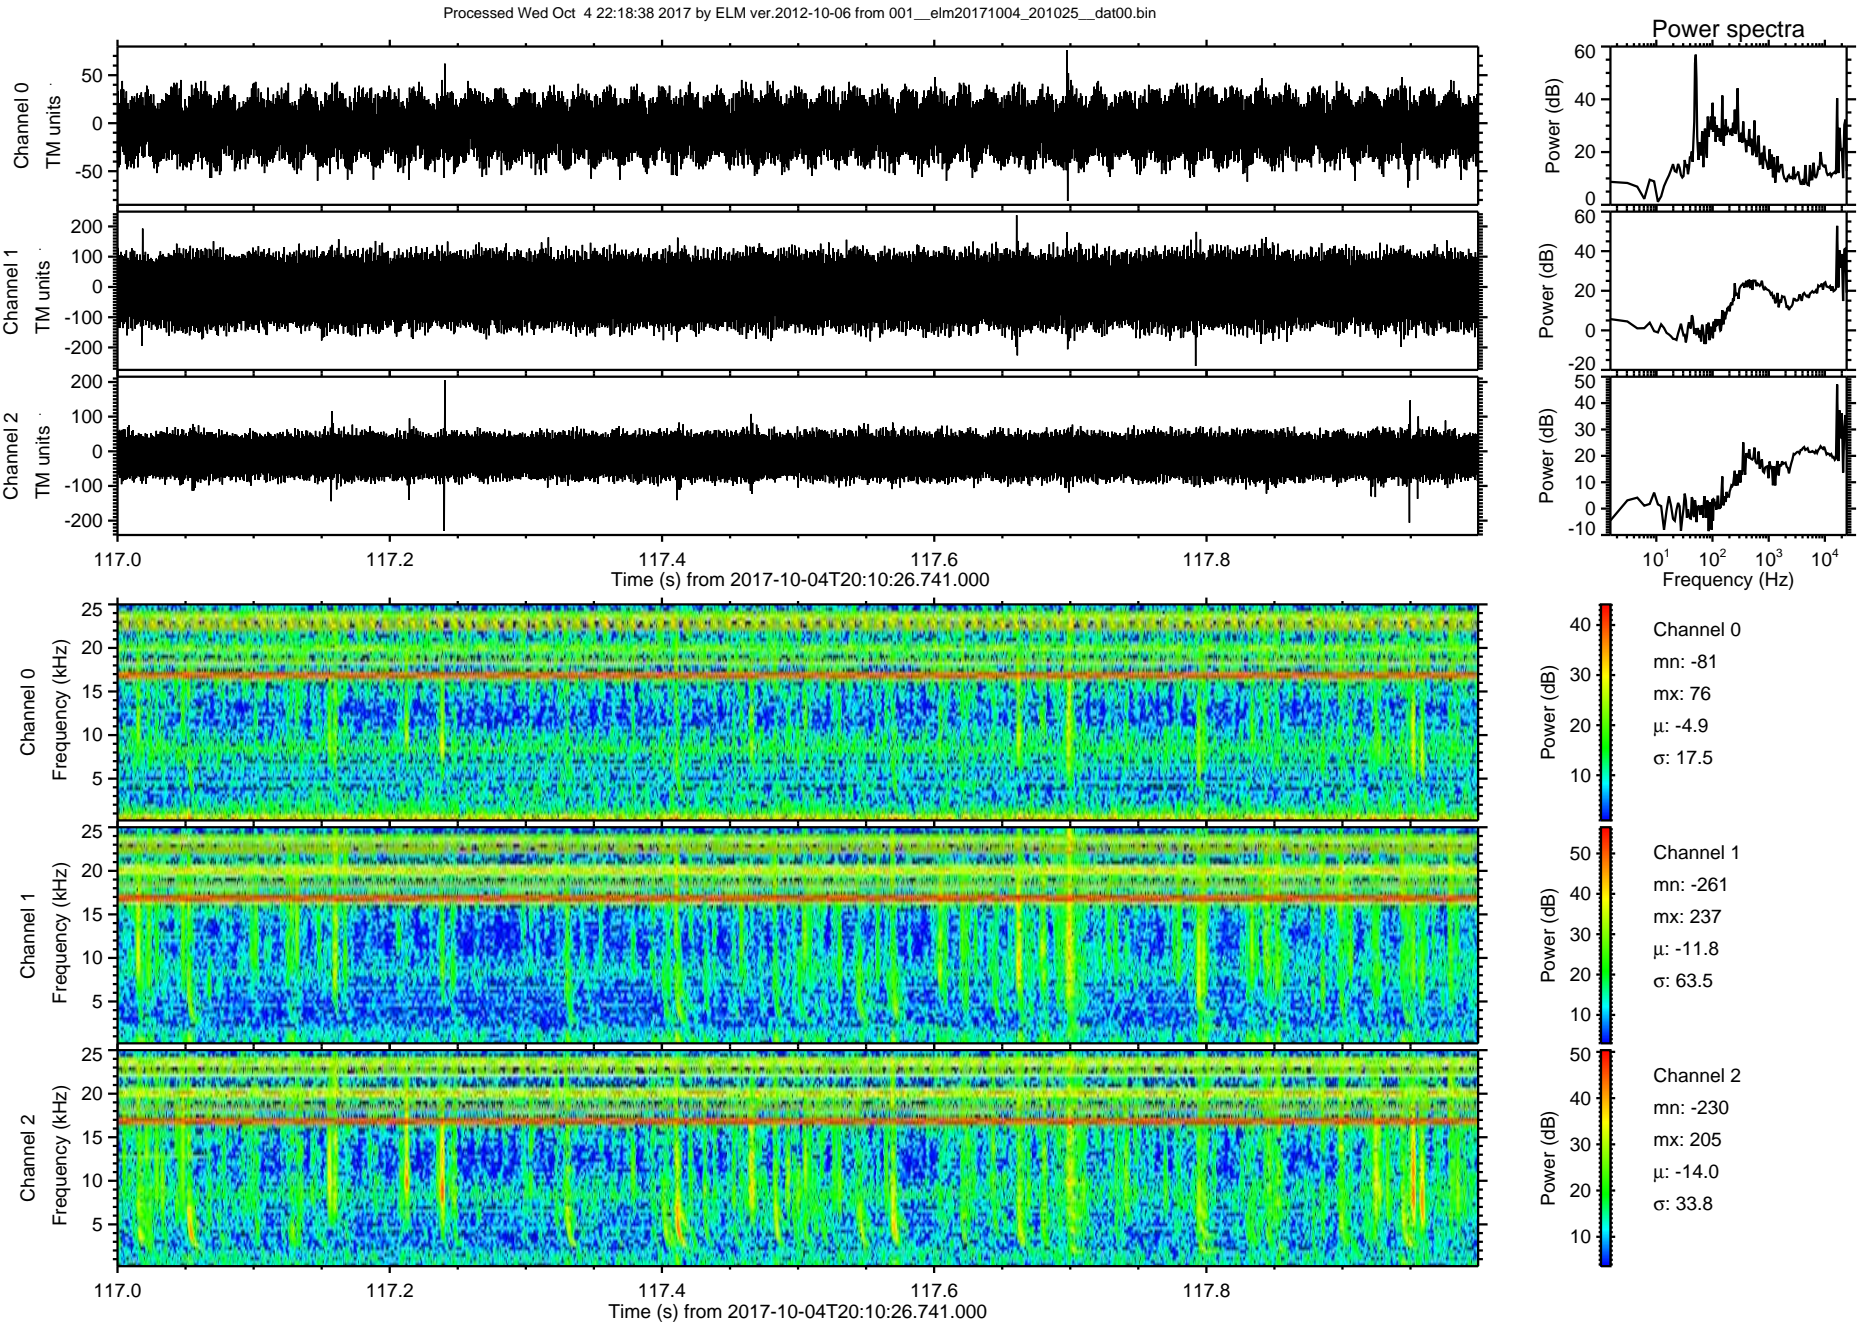 Processed Wed Oct  4 22:18:38 2017 by ELM ver.2012-10-06 from 001__elm20171004_201025__dat00.bin
Power spectra
Channel 0
TM units
50
0
-50
Power (dB)
60
40
20
0
Channel 1
TM units
200
100
0
-100
-200
Power (dB)
60
40
20
0
-20
Channel 2
TM units
200
100
0
-100
-200
Power (dB)
50
40
30
20
10
0
-10
117.0 117.2 117.4 117.6 117.8
Time (s) from 2017-10-04T20:10:26.741.000
10^1 10^2 10^3 10^4
Frequency (Hz)
Channel 0
Frequency (kHz)
25
20
15
10
5
Power (dB)
40
30
20
10
Channel 0
mn: -81
mx: 76
μ: -4.9
σ: 17.5
Channel 1
Frequency (kHz)
25
20
15
10
5
Power (dB)
50
40
30
20
10
Channel 1
mn: -261
mx: 237
μ: -11.8
σ: 63.5
Channel 2
Frequency (kHz)
25
20
15
10
5
Power (dB)
50
40
30
20
10
Channel 2
mn: -230
mx: 205
μ: -14.0
σ: 33.8
117.0 117.2 117.4 117.6 117.8
Time (s) from 2017-10-04T20:10:26.741.000